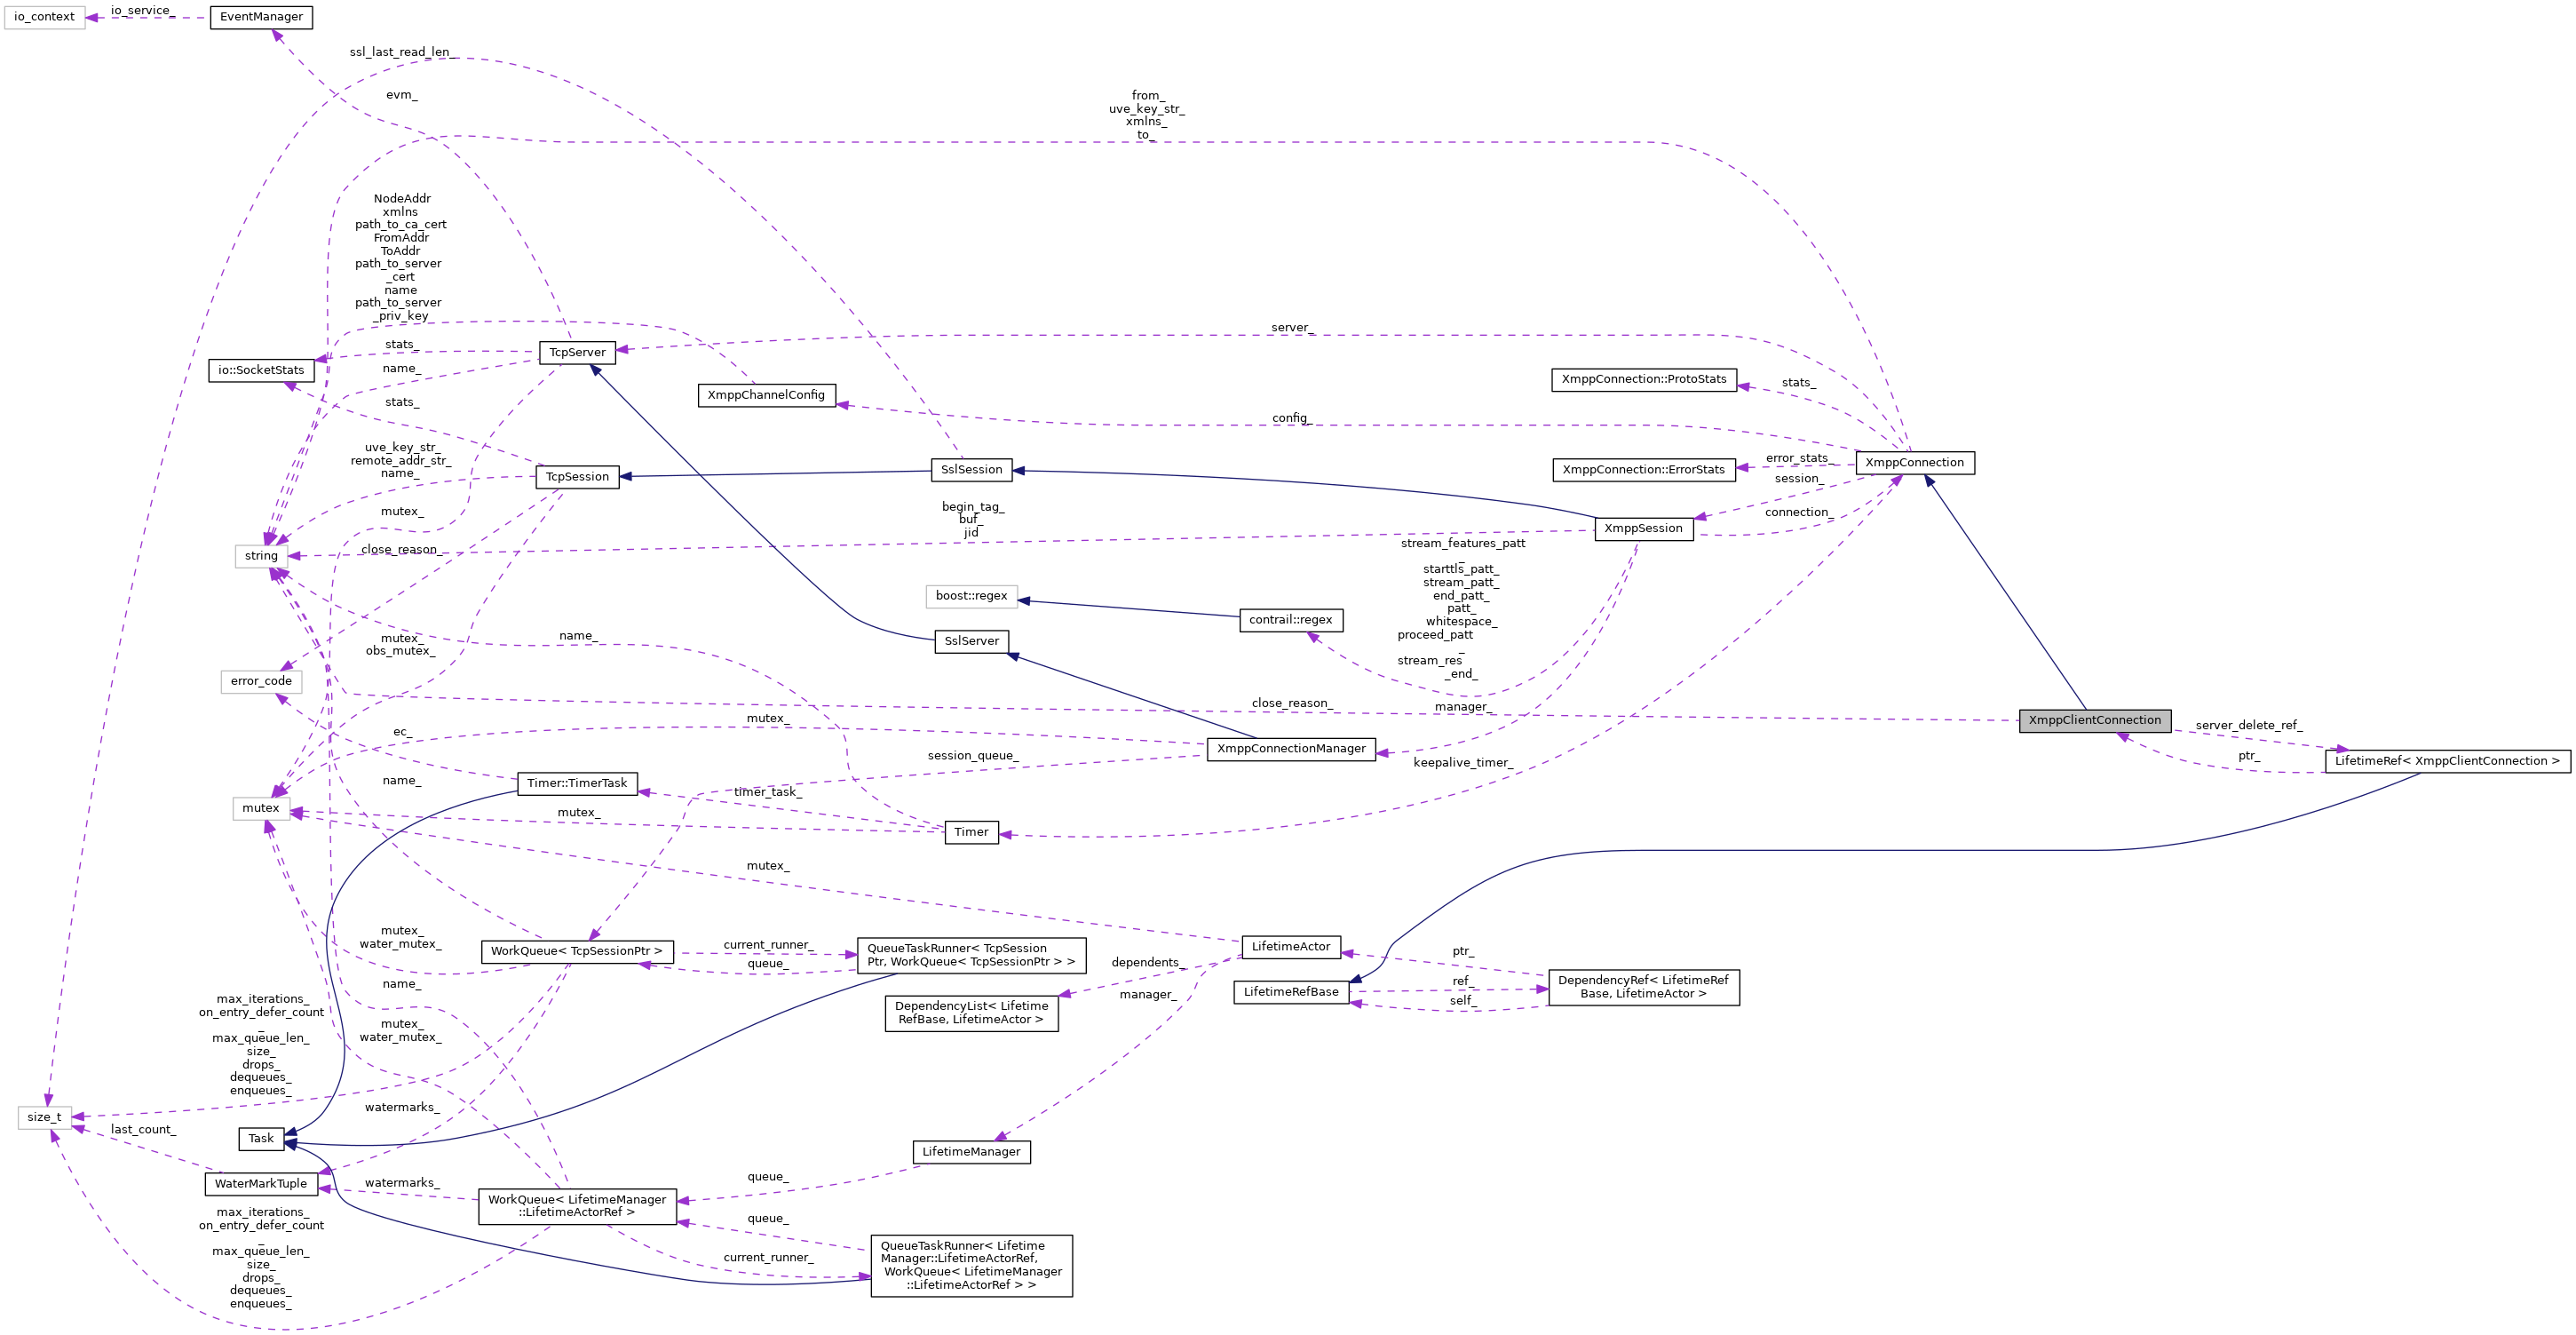 io_context
io_service_
EventManager
ssl_last_read_len_
evm_
from_
uve_key_str_
xmlns_
to_
NodeAddr
xmlns
path_to_ca_cert
FromAddr
ToAddr
path_to_server
_cert
name
path_to_server
_priv_key
server_
stats_
TcpServer
io::SocketStats
name_
XmppConnection::ProtoStats
stats_
XmppChannelConfig
stats_
config_
uve_key_str_
remote_addr_str_
name_
TcpSession
SslSession
XmppConnection::ErrorStats
error_stats_
XmppConnection
session_
mutex_
begin_tag_
buf_
jid
XmppSession
connection_
string
close_reason_
stream_features_patt
_
starttls_patt_
stream_patt_
end_patt_
patt_
whitespace_
proceed_patt
_
stream_res
_end_
boost::regex
contrail::regex
mutex_
obs_mutex_
name_
SslServer
error_code
close_reason_
manager_
XmppClientConnection
server_delete_ref_
mutex_
ec_
session_queue_
XmppConnectionManager
keepalive_timer_
ptr_
LifetimeRef< XmppClientConnection >
name_
Timer::TimerTask
timer_task_
mutex
mutex_
Timer
mutex_
mutex_
water_mutex_
WorkQueue< TcpSessionPtr >
current_runner_
queue_
QueueTaskRunner< TcpSession
Ptr, WorkQueue< TcpSessionPtr > >
LifetimeActor
ptr_
dependents_
name_
manager_
LifetimeRefBase
ref_
self_
DependencyRef< LifetimeRef
Base, LifetimeActor >
max_iterations_
on_entry_defer_count
_
max_queue_len_
size_
drops_
dequeues_
enqueues_
mutex_
water_mutex_
DependencyList< Lifetime
RefBase, LifetimeActor >
size_t
last_count_
Task
watermarks_
LifetimeManager
WaterMarkTuple
watermarks_
WorkQueue< LifetimeManager
::LifetimeActorRef >
queue_
queue_
max_iterations_
on_entry_defer_count
_
max_queue_len_
size_
drops_
dequeues_
enqueues_
current_runner_
QueueTaskRunner< Lifetime
Manager::LifetimeActorRef,
WorkQueue< LifetimeManager
::LifetimeActorRef > >